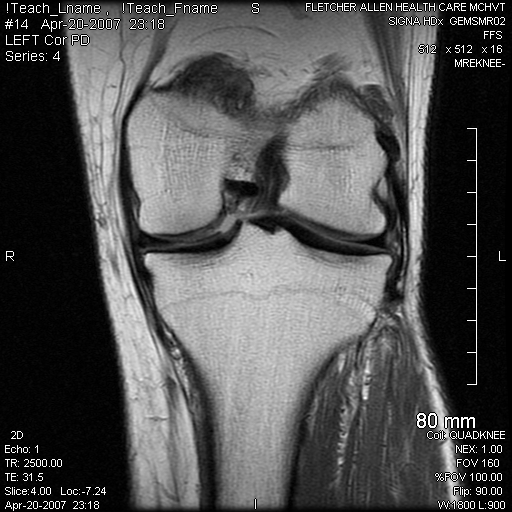 !Teach_Lname , !Teach_Fname
#14 Apr-20-2007 23:18
LEFT Cor PD
Series: 4
S
FLETCHER ALLEN HEALTH CARE MCHVT
SIGNA HDx GEMSMR02
FFS
512 x 512 x 16
MREKNEE-
R
L
80 mm
2D
Echo: 1
TR: 2500.00
TE: 31.5
Slice:4.00 Loc:-7.24
Apr-20-2007 23:18
I
Coil: QUADKNEE
NEX: 1.00
FOV 160
%FOV 100.00
Flip: 90.00
W:1800 L:900